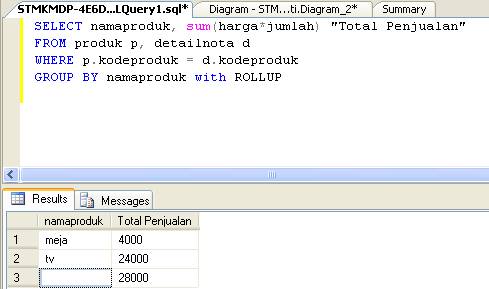 STMKMDP-4E6D...LQuery1.sql* Diagram - STM...ti.Diagram_2* Summary
SELECT namaproduk, sum(harga*jumlah) "Total Penjualan"
FROM produk p, detailnota d
WHERE p.kodeproduk = d.kodeproduk
GROUP BY namaproduk with ROLLUP
Results Messages
namaproduk Total Penjualan
1 meja 4000
2 tv 24000
3 28000